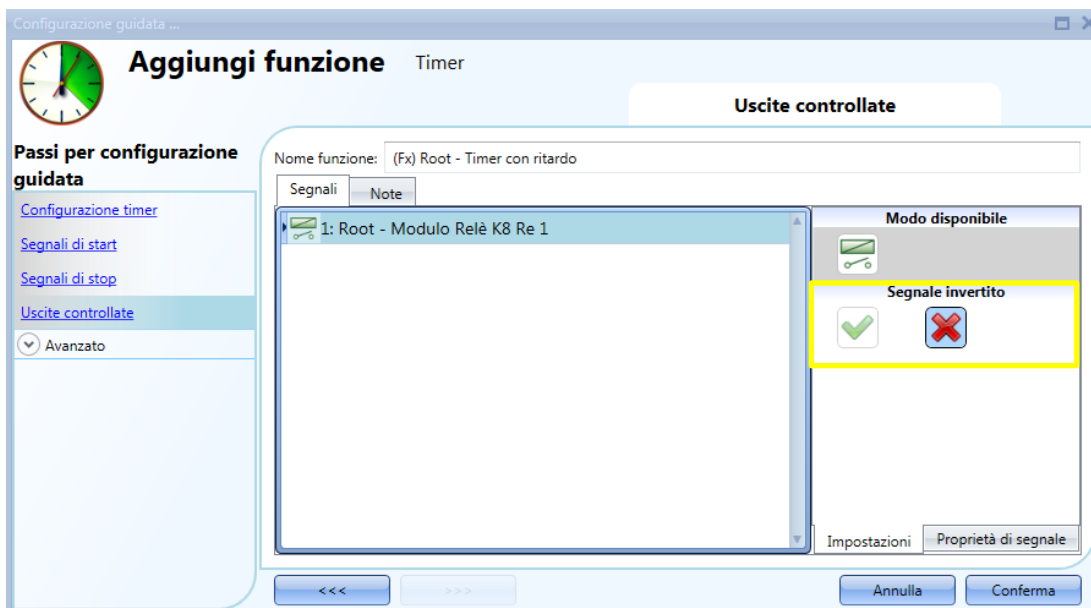 Configurazione guidata ...
Aggiungi funzione Timer
Uscite controllate
Passi per configurazione
guidata
Configurazione timer
Segnali di start
Segnali di stop
Uscite controllate
Avanzato
Nome funzione: (Fx) Root - Timer con ritardo
Segnali Note
1: Root - Modulo Relè K8 Re 1
Modo disponibile
Segnale invertito
Impostazioni Proprietà di segnale
<<< >>> Annulla Conferma